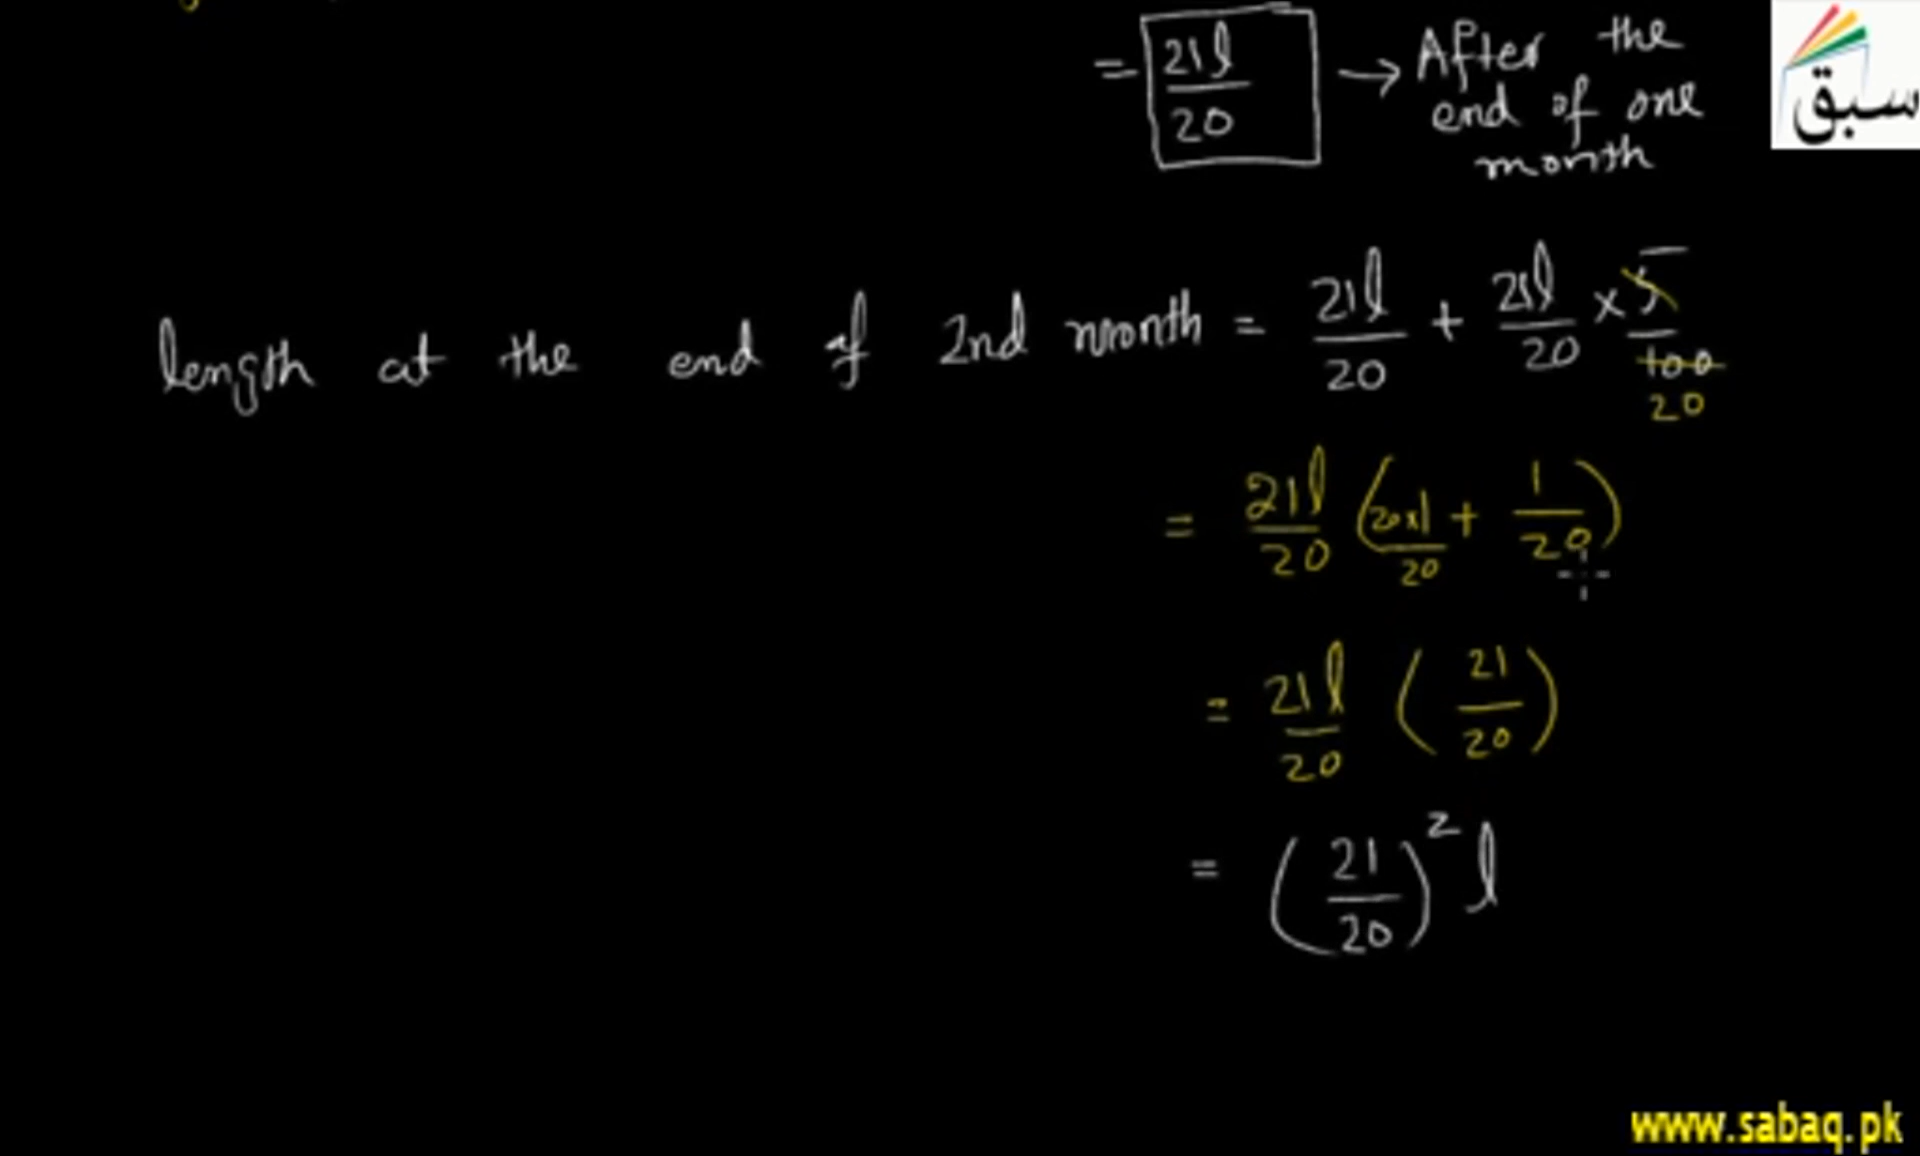 = 21l/20 → After the
end of one
month
سبق
length at the end of 2nd month = 21l/20 + 21l/20 × 5/100
20
= 21l/20 (20×1/20 + 1/20)
= 21l/20 (21/20)
= (21/20)² l
www.sabaq.pk